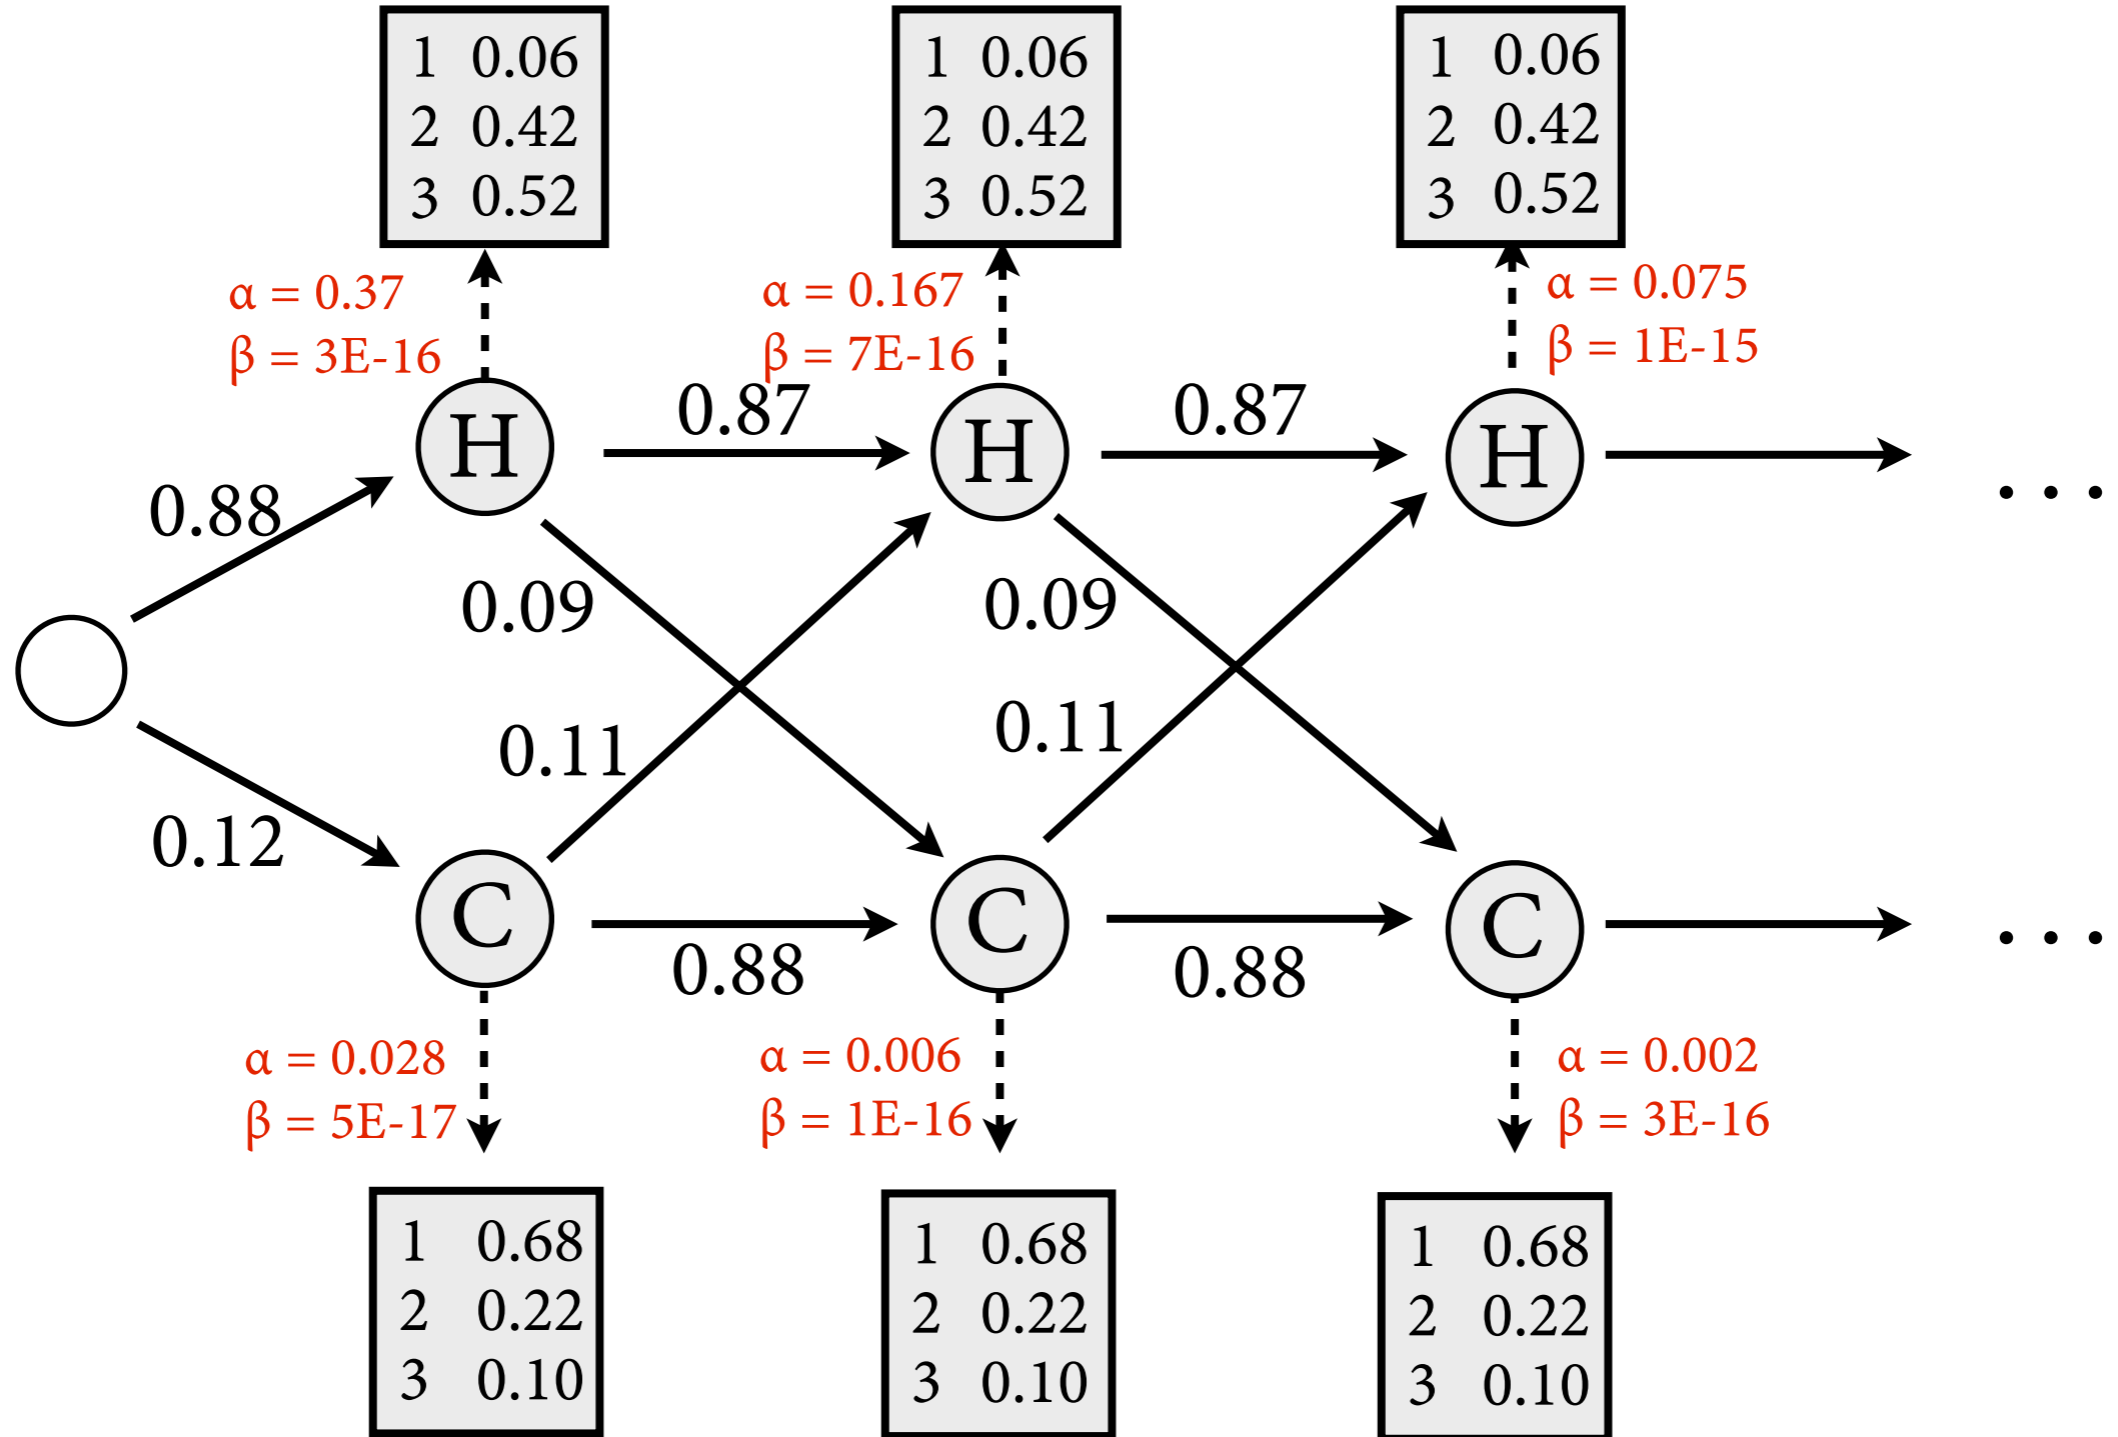 1 0.06
2 0.42
3 0.52
1 0.06
2 0.42
3 0.52
1 0.06
2 0.42
3 0.52
α = 0.37
β = 3E-16
α = 0.167
β = 7E-16
α = 0.075
β = 1E-15
H
0.87
H
0.87
H
. . .
0.88
0.09
0.09
0.11
0.11
0.12
C
0.88
C
0.88
C
. . .
α = 0.028
β = 5E-17
α = 0.006
β = 1E-16
α = 0.002
β = 3E-16
1 0.68
2 0.22
3 0.10
1 0.68
2 0.22
3 0.10
1 0.68
2 0.22
3 0.10